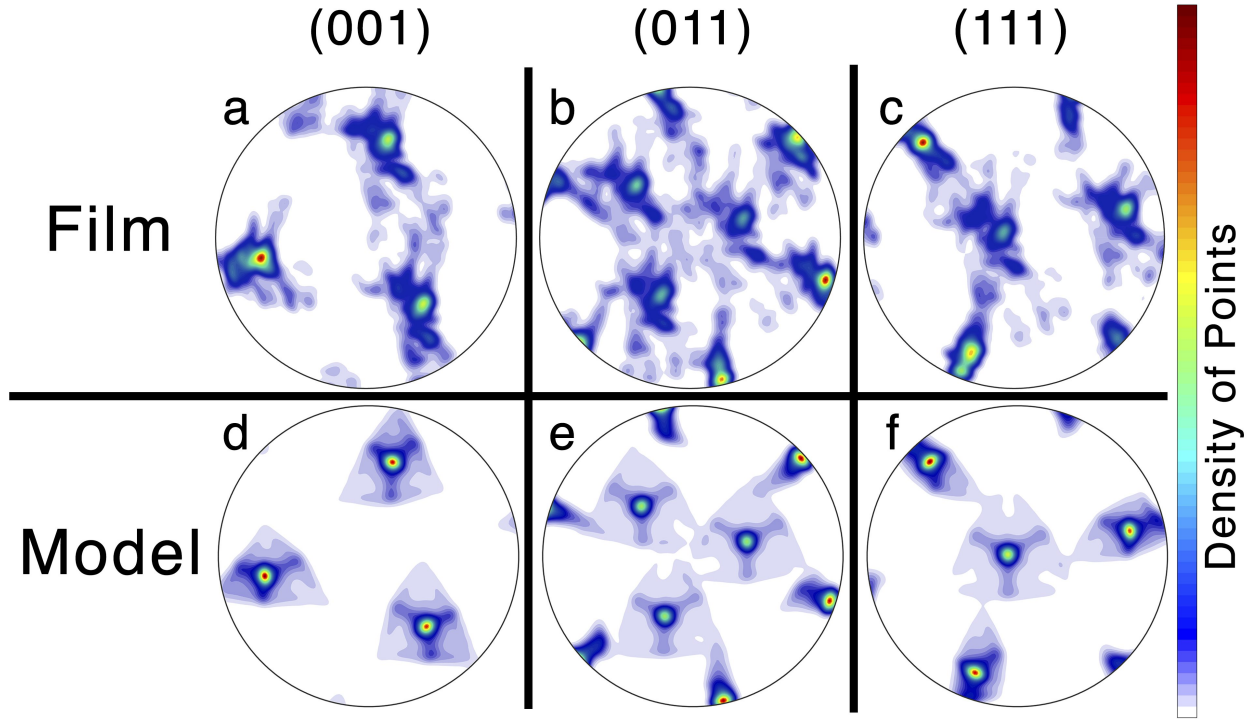 (001) (011) (111)
a b c
Film
d e f
Model
Density of Points